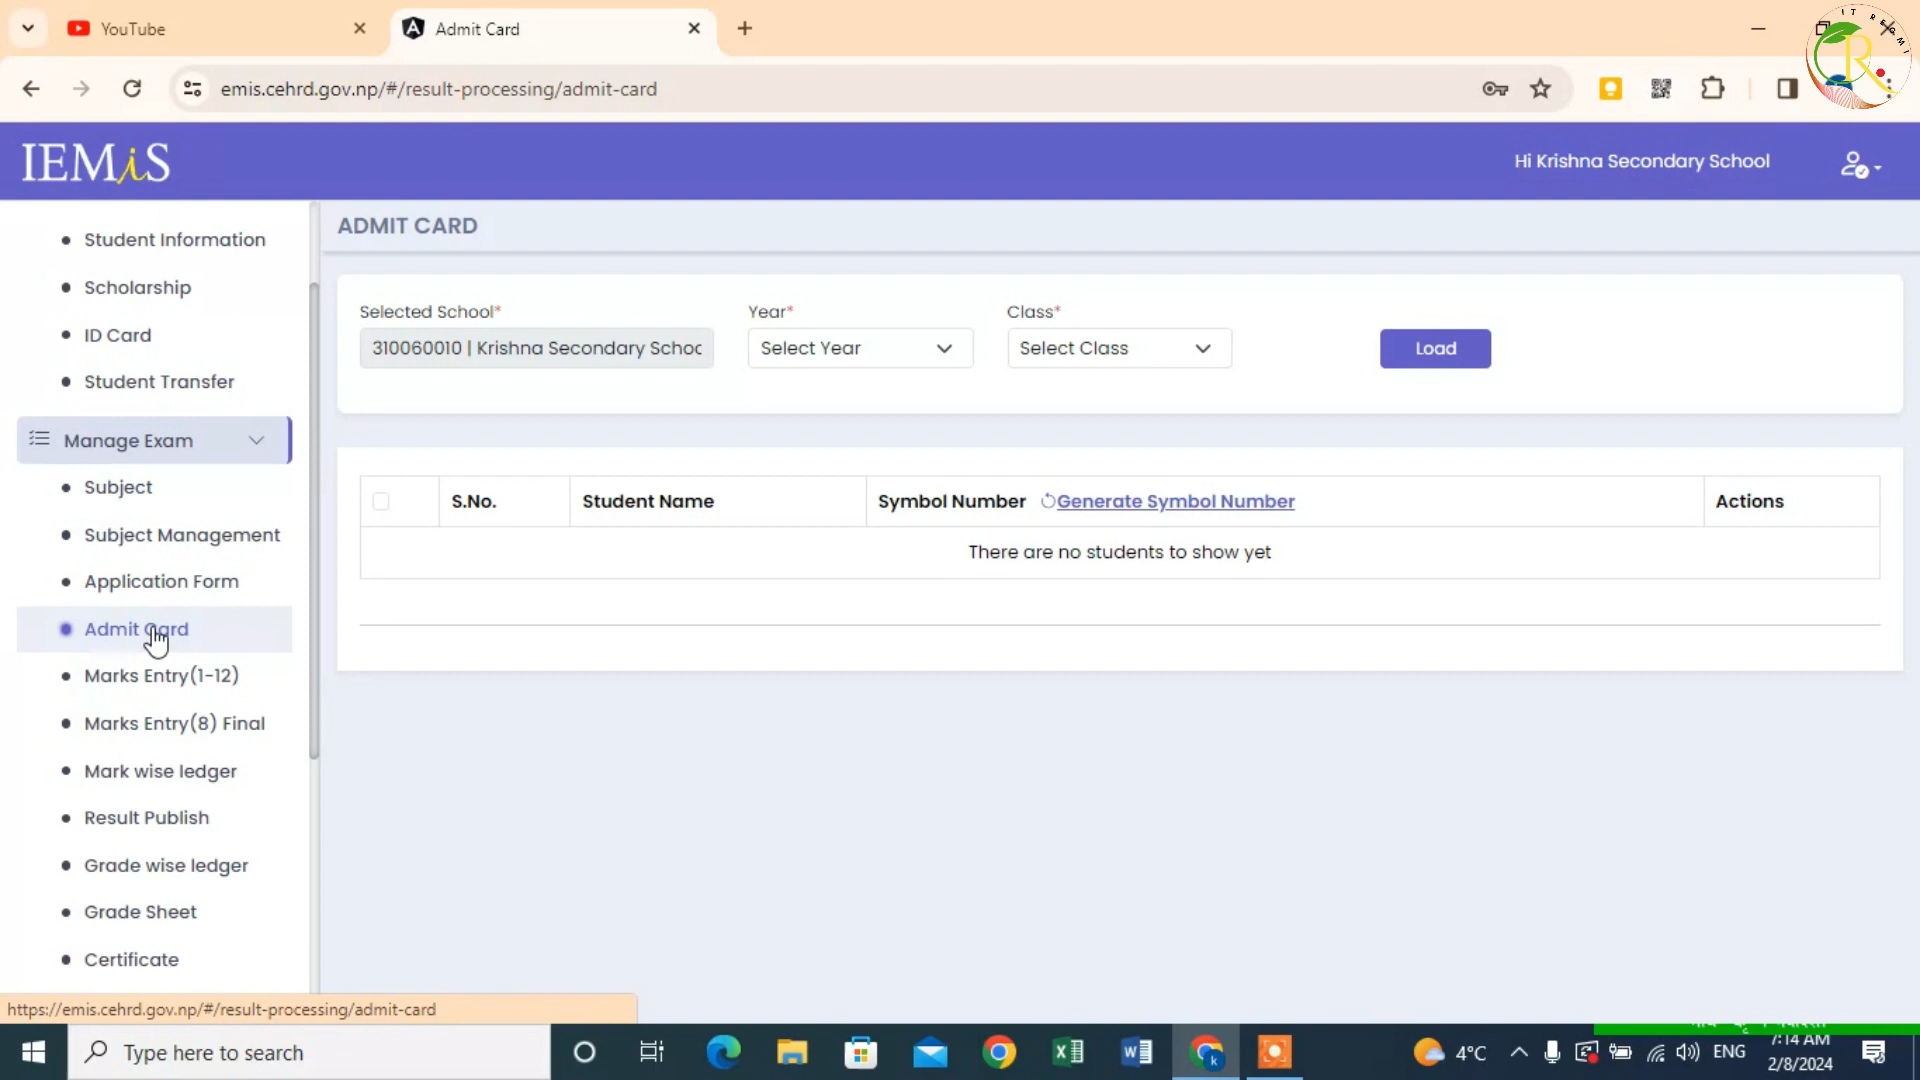 YouTube
Admit Card
IT REGMI
R
emis.cehrd.gov.np/#/result-processing/admit-card
IEMiS
Hi Krishna Secondary School
Student Information
Scholarship
ID Card
Student Transfer
Manage Exam
Subject
Subject Management
Application Form
Admit Card
Marks Entry(1-12)
Marks Entry(8) Final
Mark wise ledger
Result Publish
Grade wise ledger
Grade Sheet
Certificate
ADMIT CARD
Selected School*
Year*
Class*
310060010 | Krishna Secondary Schoo
Select Year
Select Class
Load
S.No.
Student Name
Symbol Number
Generate Symbol Number
Actions
There are no students to show yet
https://emis.cehrd.gov.np/#/result-processing/admit-card
Type here to search
4°C
ENG
7:14 AM
2/8/2024